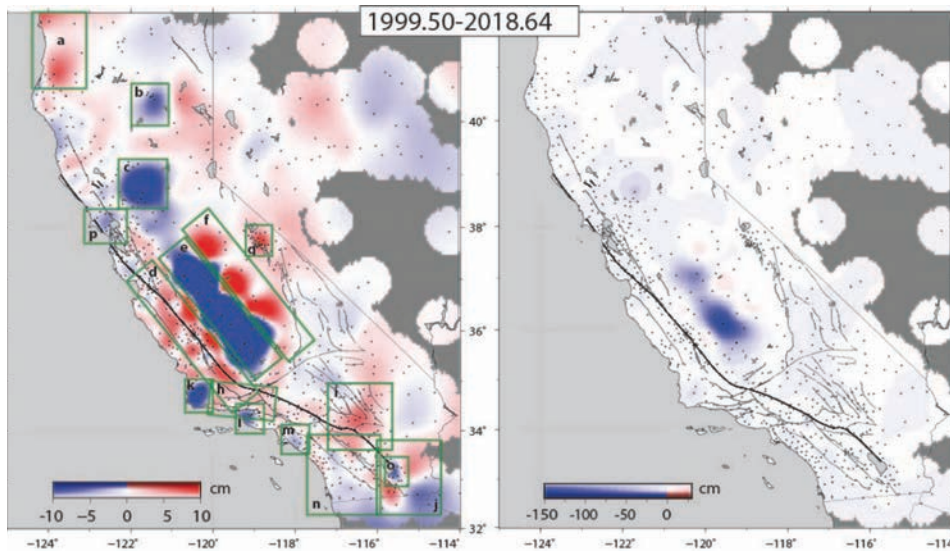 1999.50-2018.64
a
b
c
40˚
h
f
p
q
38˚
e
d
36˚
k
h
i
l
34˚
m
o
n
j
cm
-10 −5 0 5 10
-150 -100 -50 0
cm
32˚
−124˚ −122˚ −120˚ −118˚ −116˚ −114˚
−124˚ −122˚ −120˚ −118˚ −116˚ −114˚